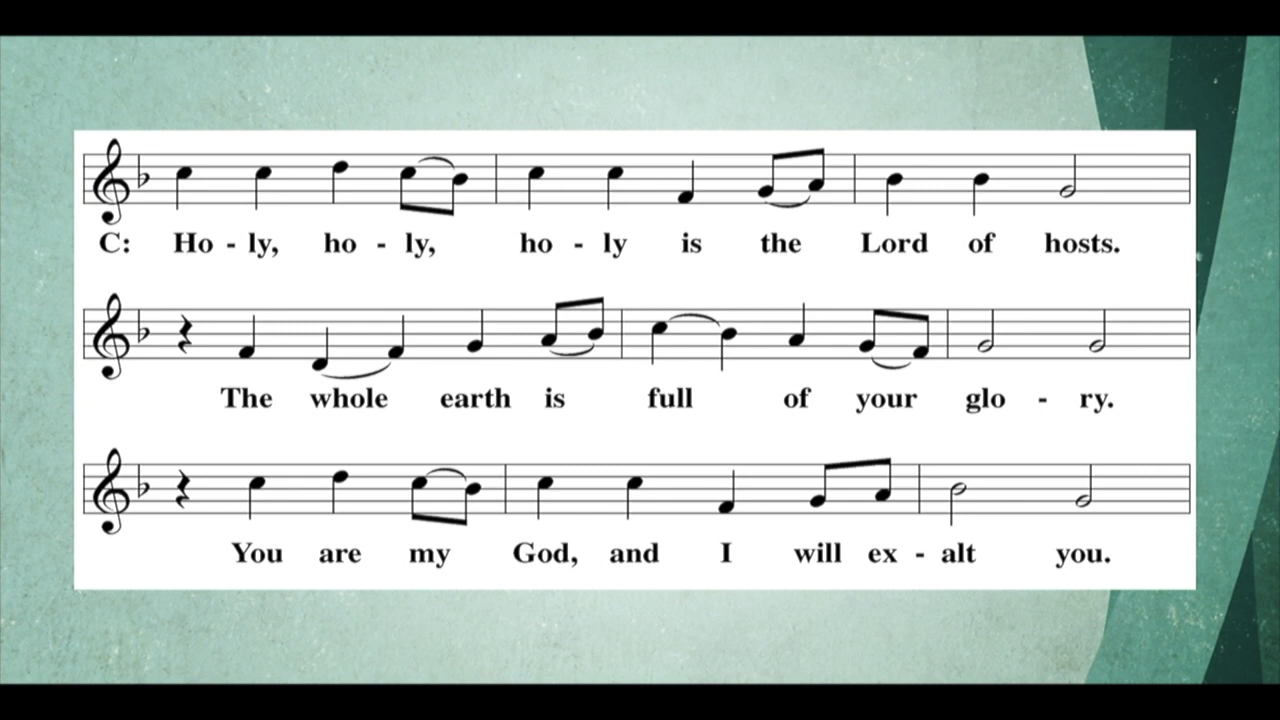 C: Ho - ly, ho - ly, ho - ly is the Lord of hosts.
The whole earth is full of your glo - ry.
You are my God, and I will ex - alt you.